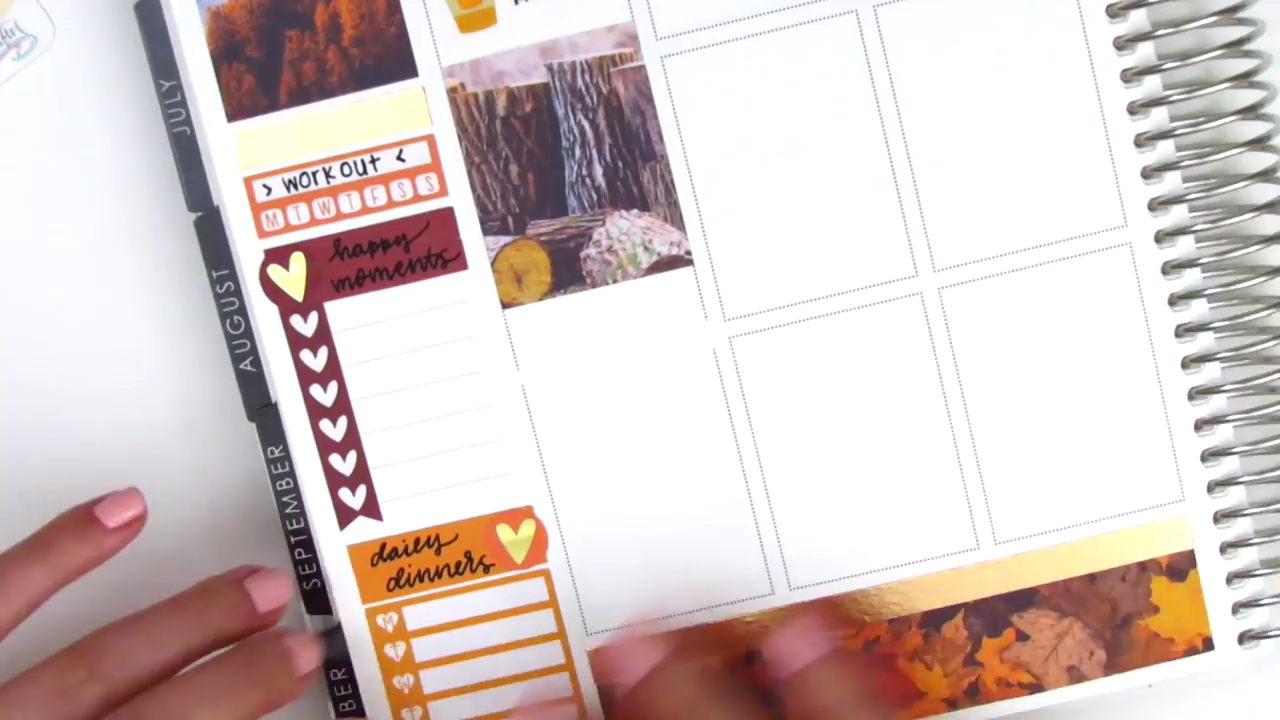 JULY
AUGUST
SEPTEMBER
BER
> workout <
M T W T F S S
happy
moments
daily
dinners
M
T
W
T